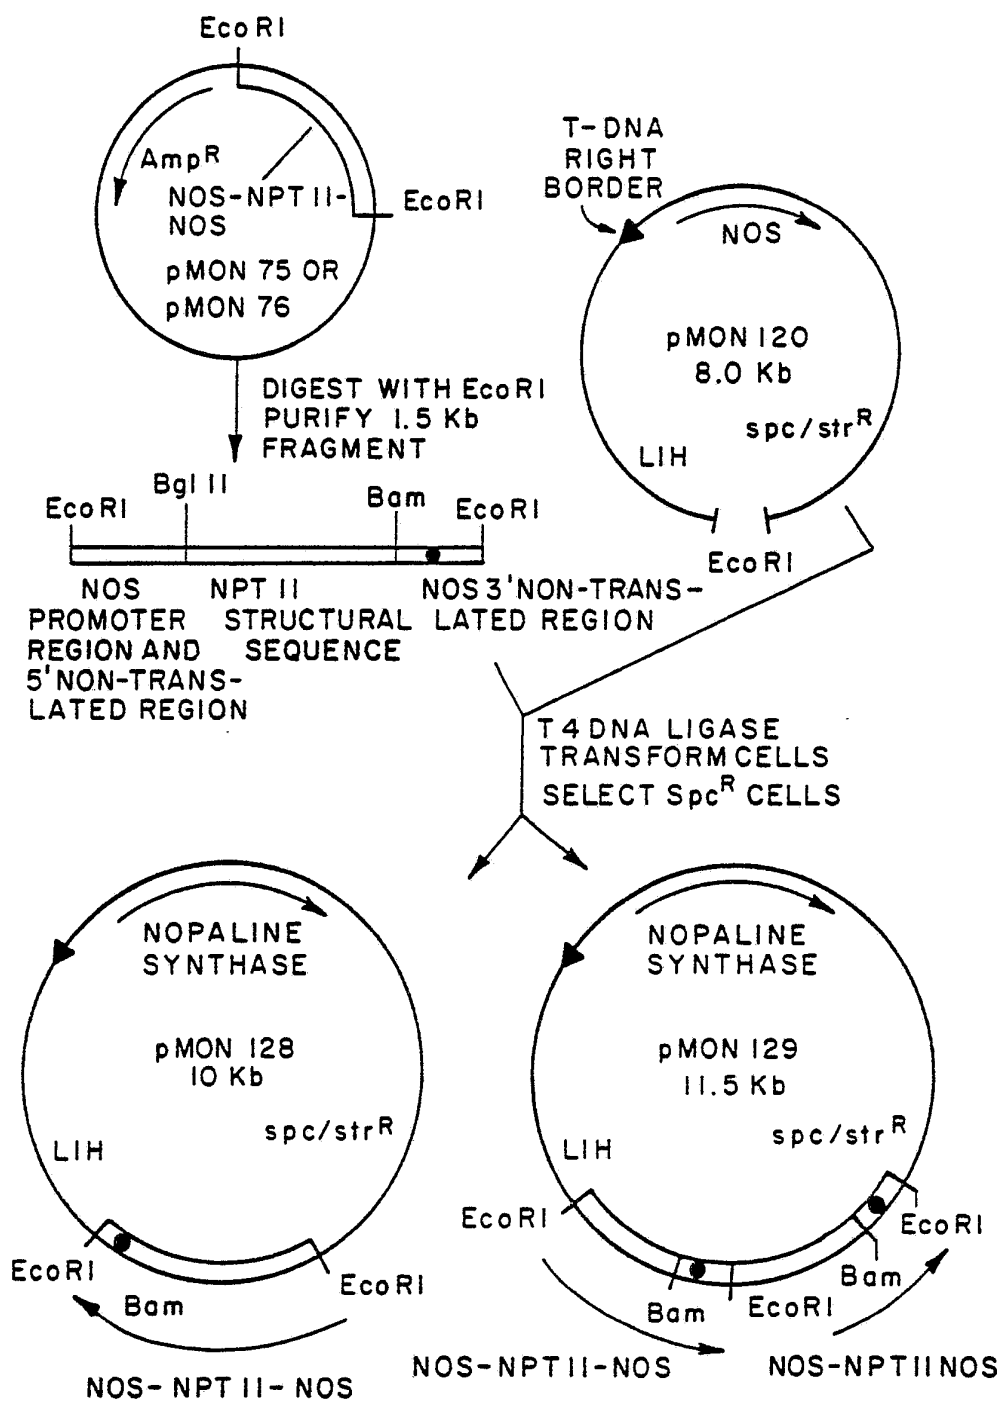 EcoRI
AmpR
NOS-NPT II-
NOS
EcoRI
pMON 75 OR
pMON 76
T-DNA
RIGHT
BORDER
NOS
pMON 120
8.0 Kb
spc/strR
LIH
EcoRI
DIGEST WITH EcoRI
PURIFY 1.5 Kb
FRAGMENT
EcoRI
Bgl II
Bam
EcoRI
NOS
PROMOTER
REGION AND
5' NON-TRANS-
LATED REGION
NPT II
STRUCTURAL
SEQUENCE
NOS 3' NON-TRANS-
LATED REGION
T4 DNA LIGASE
TRANSFORM CELLS
SELECT SpcR CELLS
NOPALINE
SYNTHASE
pMON 128
10 Kb
spc/strR
LIH
EcoRI
Bam
EcoRI
NOS-NPT II-NOS
NOPALINE
SYNTHASE
pMON 129
11.5 Kb
spc/strR
LIH
EcoRI
Bam
EcoRI
Bam
EcoRI
NOS-NPT II-NOS
NOS-NPT II NOS